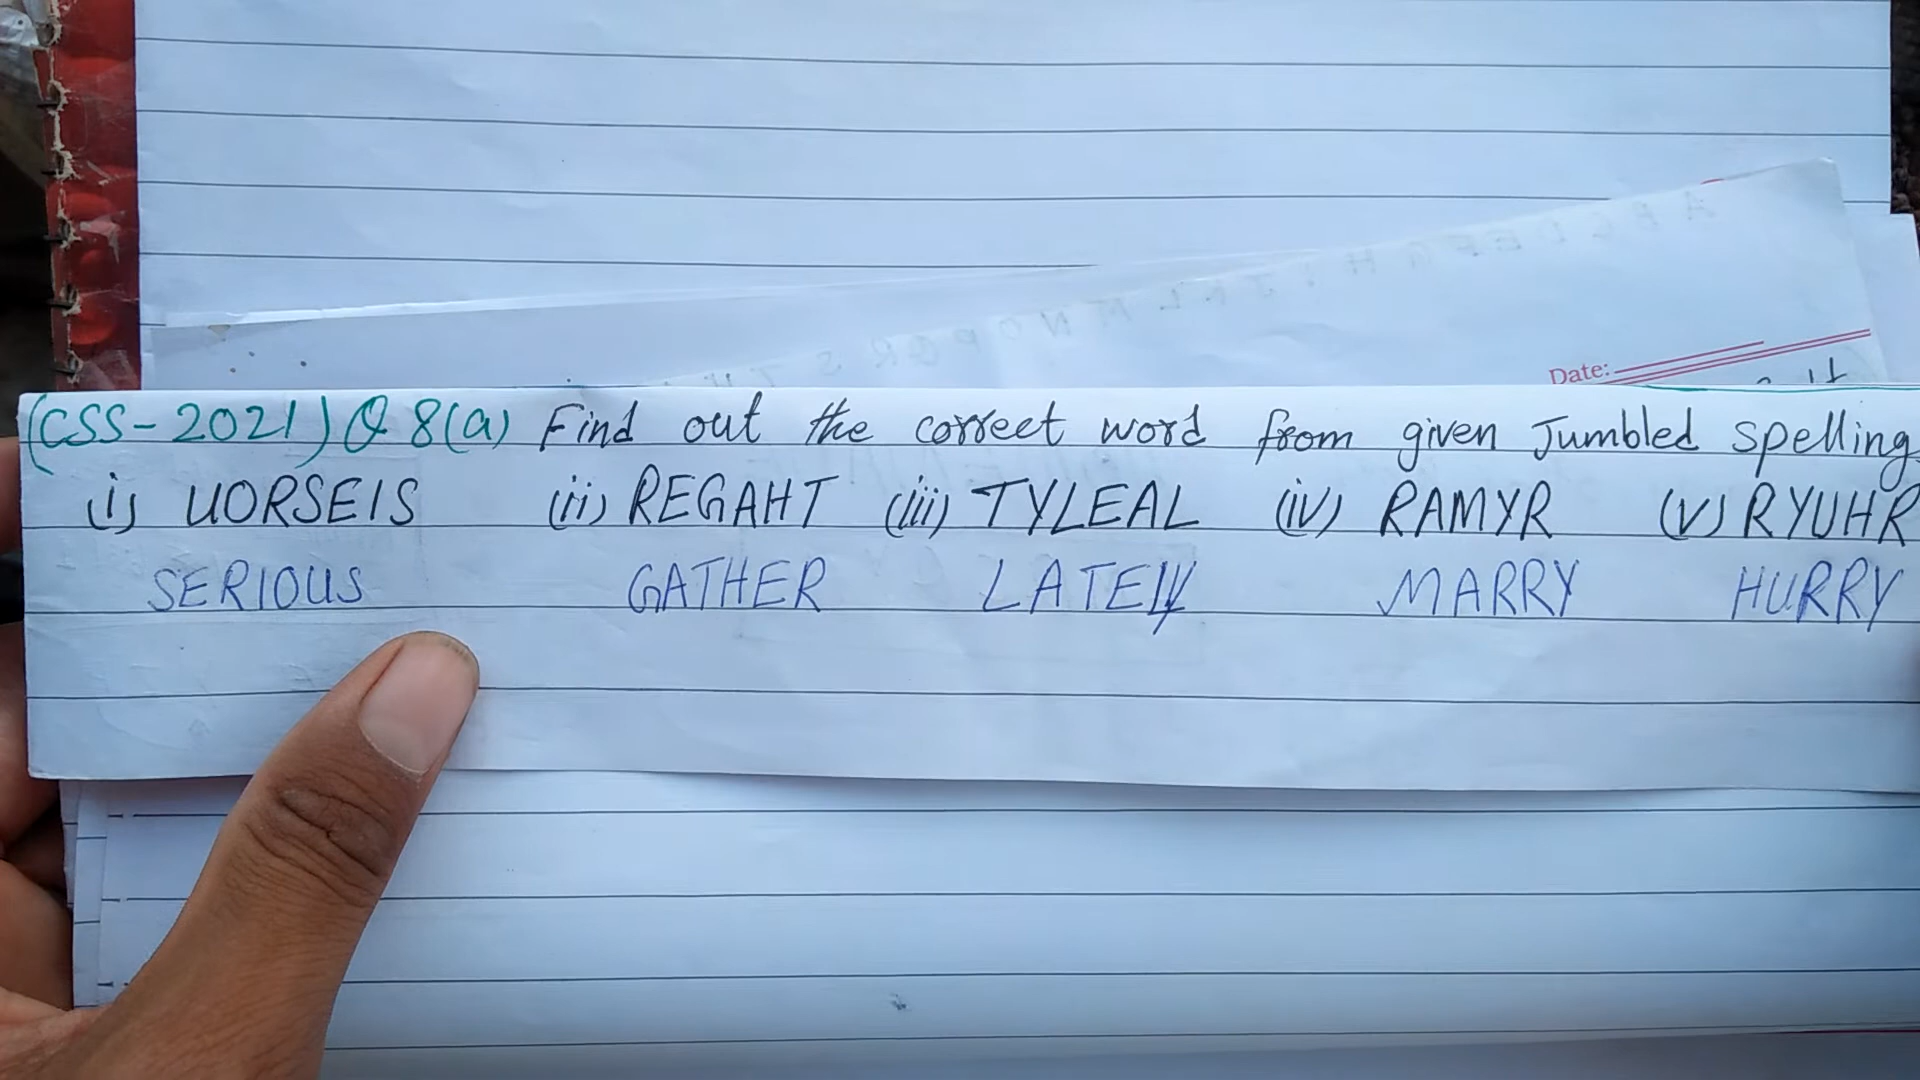 A B C D E F G H I J K L M N O P Q R S T U
Date:
(CSS-2021) Q 8(a) Find out the correct word from given Jumbled spelling
(i) UORSEIS (ii) REGAHT (iii) TYLEAL (iv) RAMYR (V) RYUHR
SERIOUS GATHER LATELY MARRY HURRY